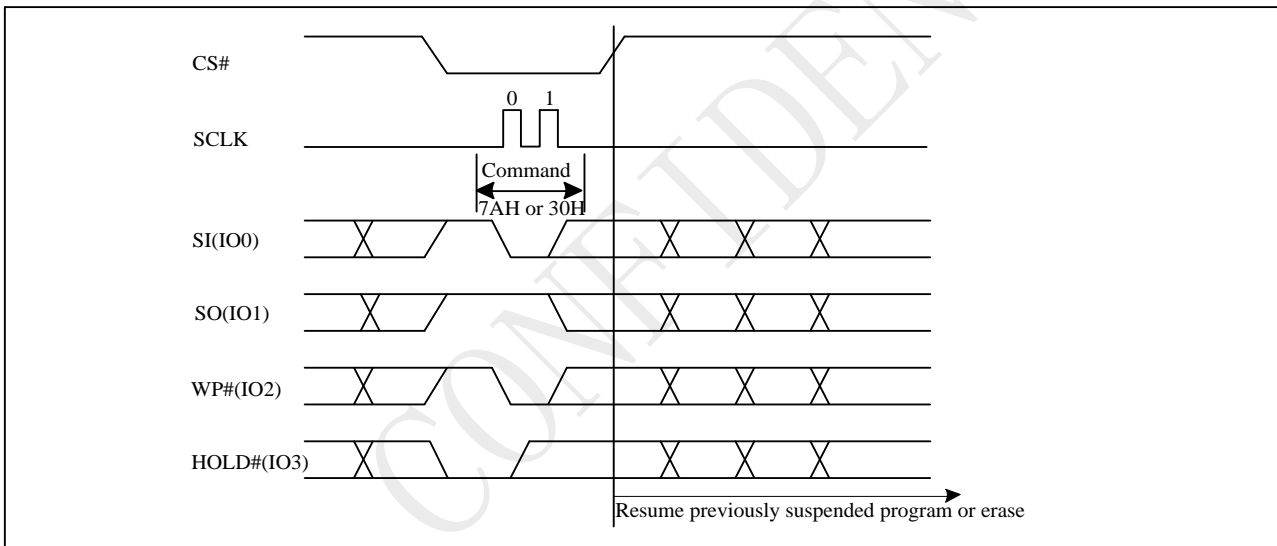 CS#
0 1
SCLK
Command
7AH or 30H
SI(IO0)
SO(IO1)
WP#(IO2)
HOLD#(IO3)
Resume previously suspended program or erase
CONFIDEN